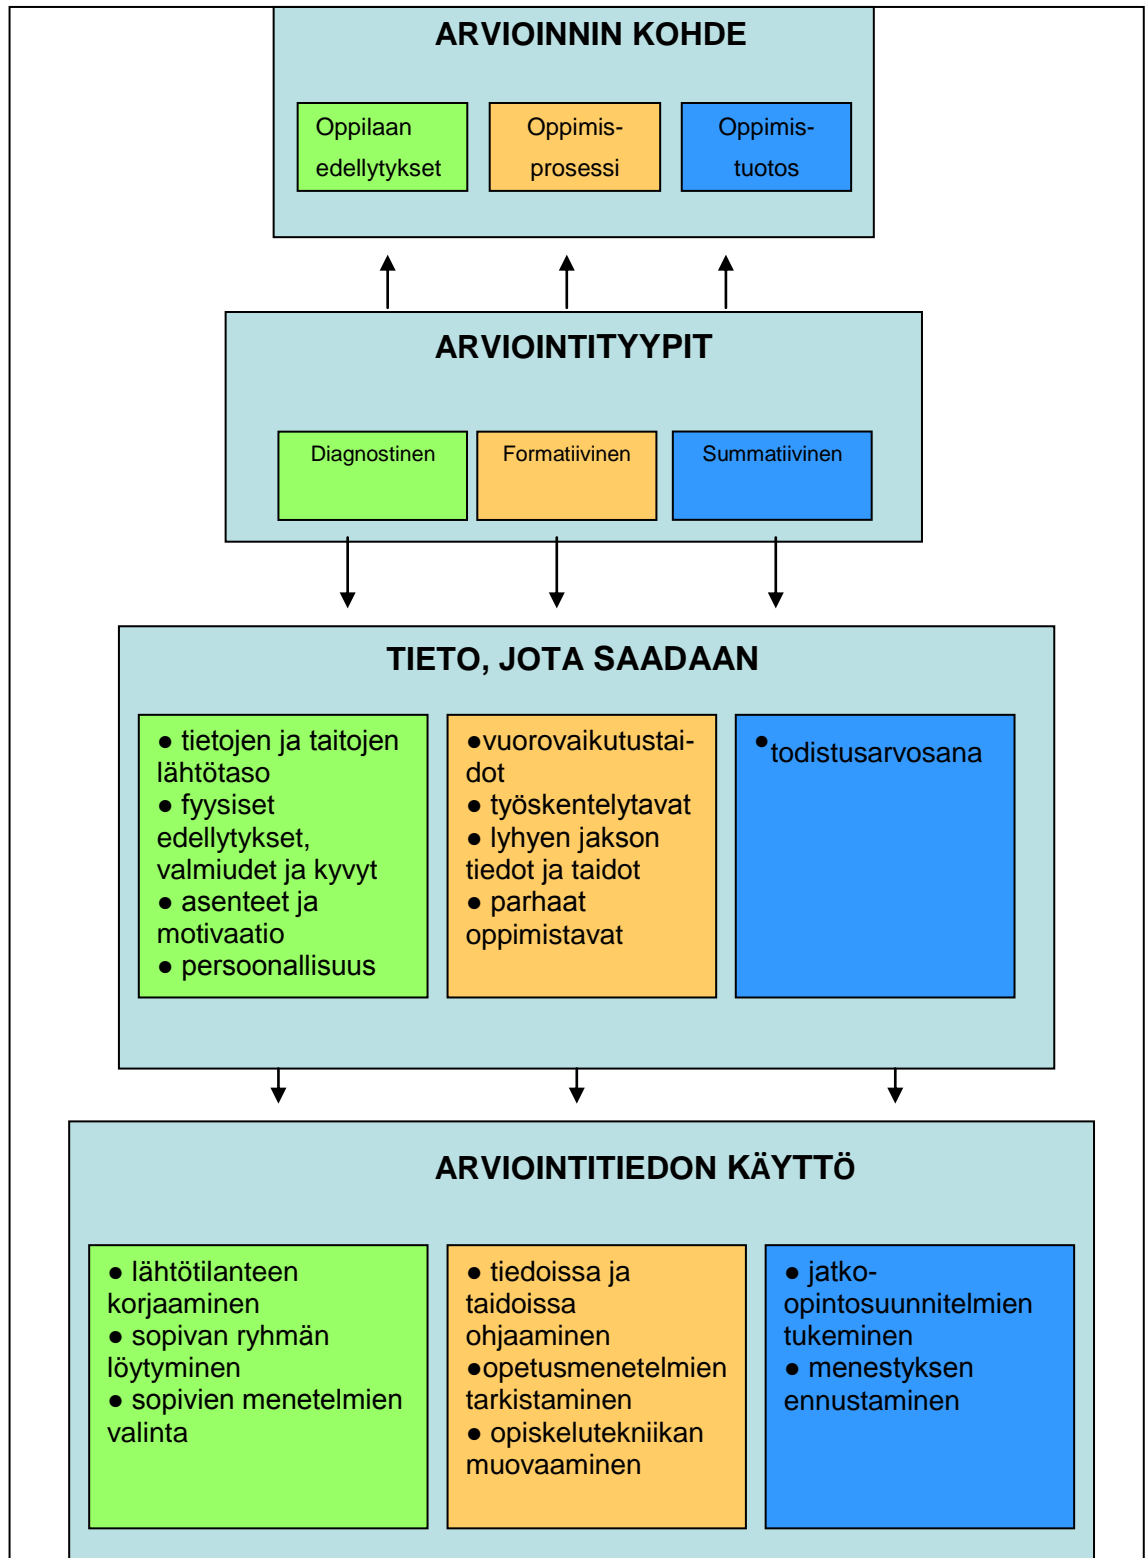 ARVIOINNIN KOHDE
Oppilaan
edellytykset
Oppimis-
prosessi
Oppimis-
tuotos
ARVIOINTITYYPIT
Diagnostinen
Formatiivinen
Summatiivinen
TIETO, JOTA SAADAAN
● tietojen ja taitojen
lähtötaso
● fyysiset
edellytykset,
valmiudet ja kyvyt
● asenteet ja
motivaatio
● persoonallisuus
●vuorovaikutustai-
dot
● työskentelytavat
● lyhyen jakson
tiedot ja taidot
● parhaat
oppimistavat
●todistusarvosana
ARVIOINTITIEDON KÄYTTÖ
● lähtötilanteen
korjaaminen
● sopivan ryhmän
löytyminen
● sopivien menetelmien
valinta
● tiedoissa ja
taidoissa
ohjaaminen
●opetusmenetelmien
tarkistaminen
● opiskelutekniikan
muovaaminen
● jatko-
opintosuunnitelmien
tukeminen
● menestyksen
ennustaminen